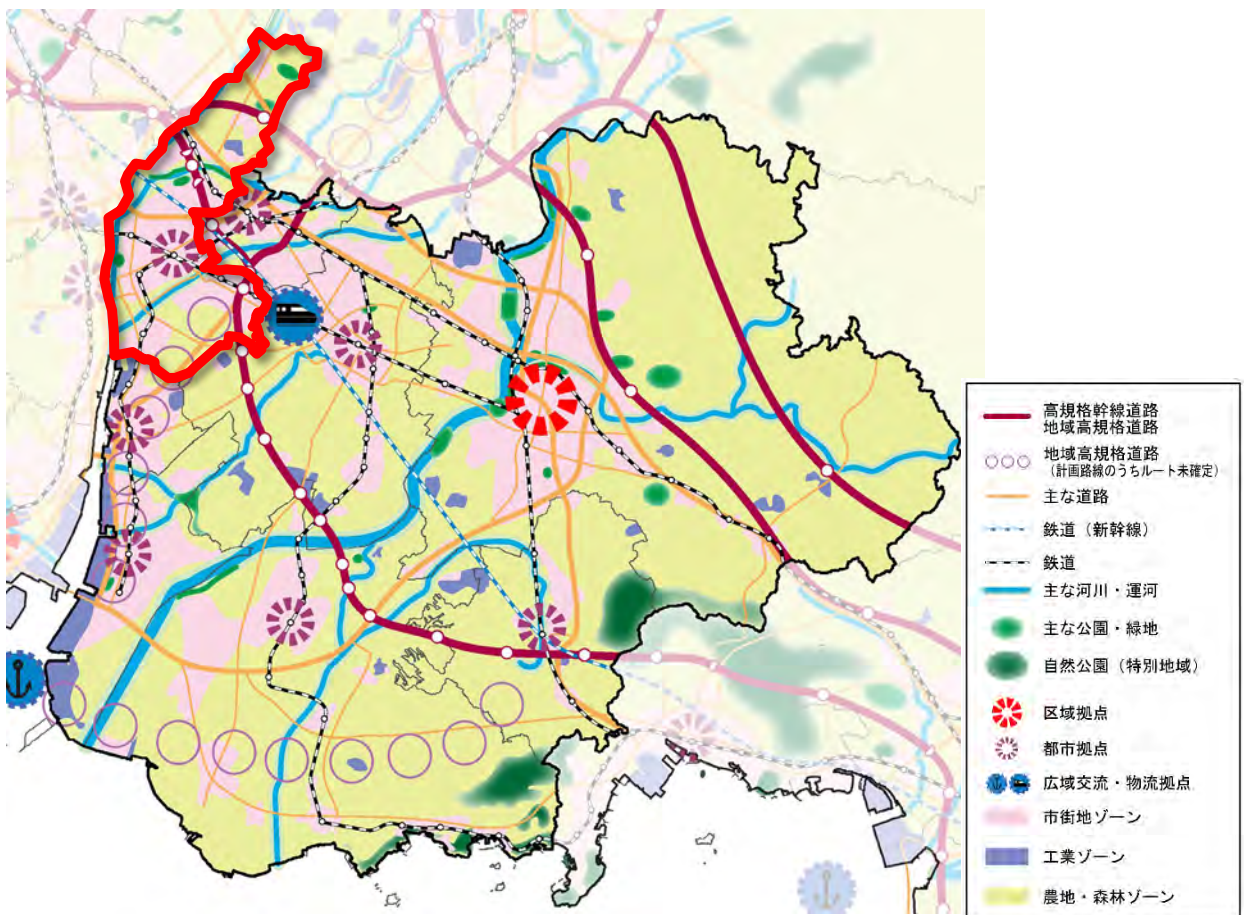 高規格幹線道路
地域高規格道路
地域高規格道路
(計画路線のうちルート未確定)
主な道路
鉄道（新幹線）
鉄道
主な河川・運河
主な公園・緑地
自然公園（特別地域）
区域拠点
都市拠点
広域交流・物流拠点
市街地ゾーン
工業ゾーン
農地・森林ゾーン